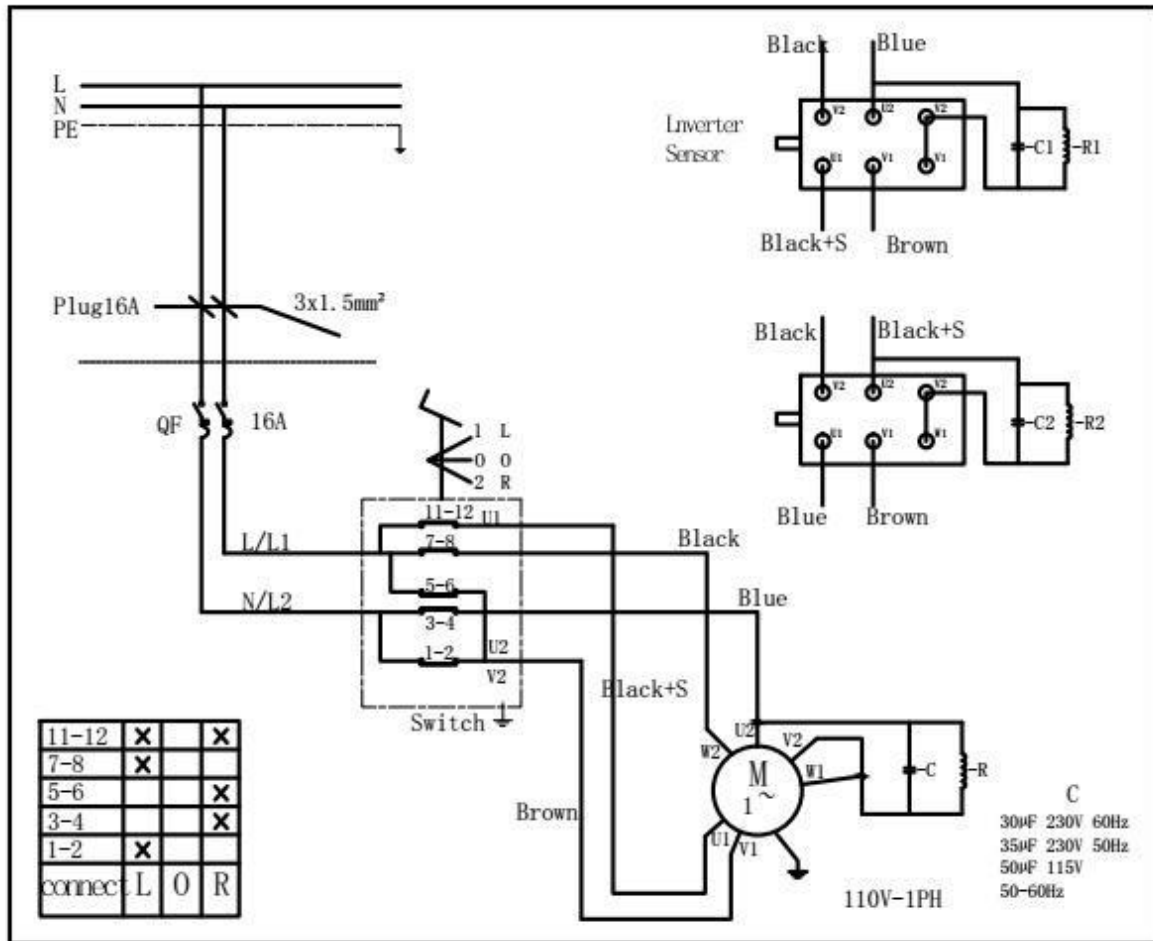 L
N
PE
Plug16A
3x1.5mm²
QF
16A
1 L
0 O
2 R
11-12 U1
7-8
5-6
3-4
1-2
U2
V2
L/L1
N/L2
Switch
Black
Blue
Black+S
Brown
W2
U2
V2
W1
U1
V1
M
1~
-C
-R
110V-1PH
C
30µF 230V 60Hz
35µF 230V 50Hz
50µF 115V
50-60Hz
Lnverter
Sensor
Black
Blue
V2
U2
V2
U1
V1
V1
-C1
-R1
Black+S
Brown
Black
Black+S
V2
U2
V2
U1
V1
W1
-C2
-R2
Blue
Brown
11-12 X X
7-8 X
5-6 X
3-4 X
1-2 X
connect L O R